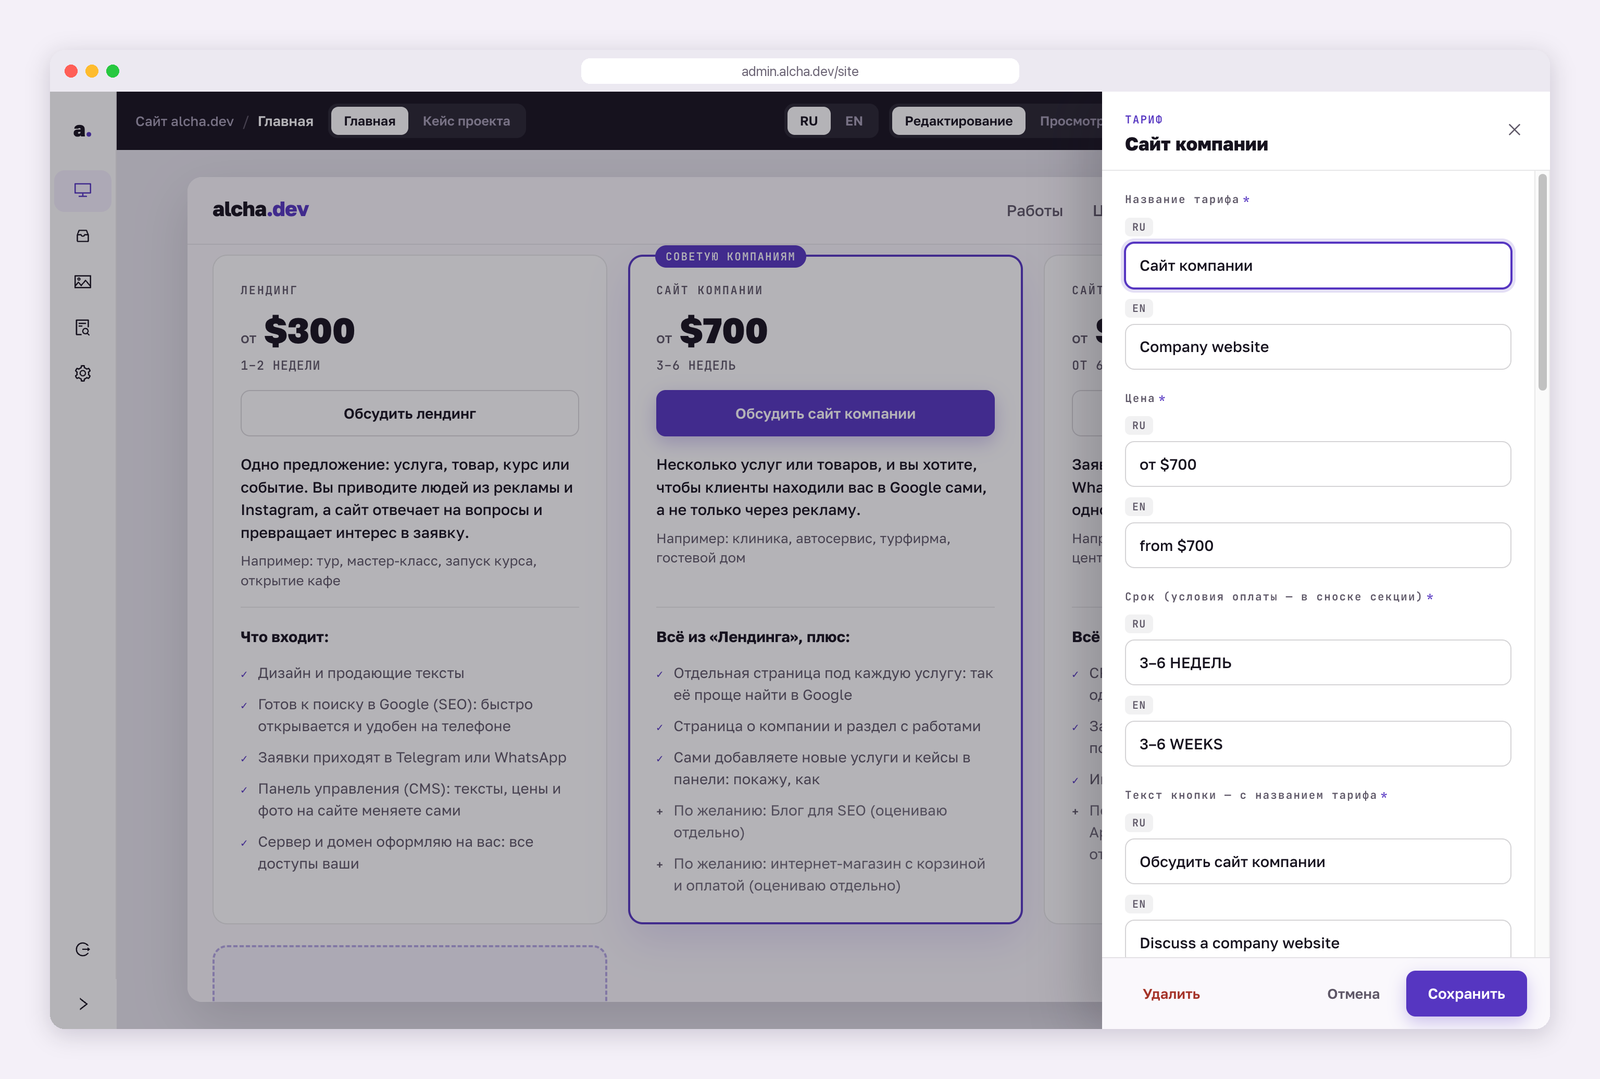 admin.alcha.dev/site
a.
Сайт alcha.dev / Главная
Главная
Кейс проекта
RU
EN
Редактирование
Просмотр
alcha.dev
Работы
ЛЕНДИНГ
от $300
1–2 НЕДЕЛИ
Обсудить лендинг
Одно предложение: услуга, товар, курс или
событие. Вы приводите людей из рекламы и
Instagram, а сайт отвечает на вопросы и
превращает интерес в заявку.
Например: тур, мастер-класс, запуск курса,
открытие кафе
Что входит:
✓ Дизайн и продающие тексты
✓ Готов к поиску в Google (SEO): быстро
открывается и удобен на телефоне
✓ Заявки приходят в Telegram или WhatsApp
✓ Панель управления (CMS): тексты, цены и
фото на сайте меняете сами
✓ Сервер и домен оформляю на вас: все
доступы ваши
СОВЕТУЮ КОМПАНИЯМ
САЙТ КОМПАНИИ
от $700
3–6 НЕДЕЛЬ
Обсудить сайт компании
Несколько услуг или товаров, и вы хотите,
чтобы клиенты находили вас в Google сами,
а не только через рекламу.
Например: клиника, автосервис, турфирма,
гостевой дом
Всё из «Лендинга», плюс:
✓ Отдельная страница под каждую услугу: так
её проще найти в Google
✓ Страница о компании и раздел с работами
✓ Сами добавляете новые услуги и кейсы в
панели: покажу, как
+ По желанию: Блог для SEO (оцениваю
отдельно)
+ По желанию: интернет-магазин с корзиной
и оплатой (оцениваю отдельно)
САЙТ
от
ОТ 6
Всё
ТАРИФ
Сайт компании
Название тарифа *
RU
Сайт компании
EN
Company website
Цена *
RU
от $700
EN
from $700
Срок (условия оплаты — в сноске секции) *
RU
3–6 НЕДЕЛЬ
EN
3–6 WEEKS
Текст кнопки — с названием тарифа *
RU
Обсудить сайт компании
EN
Discuss a company website
Удалить
Отмена
Сохранить